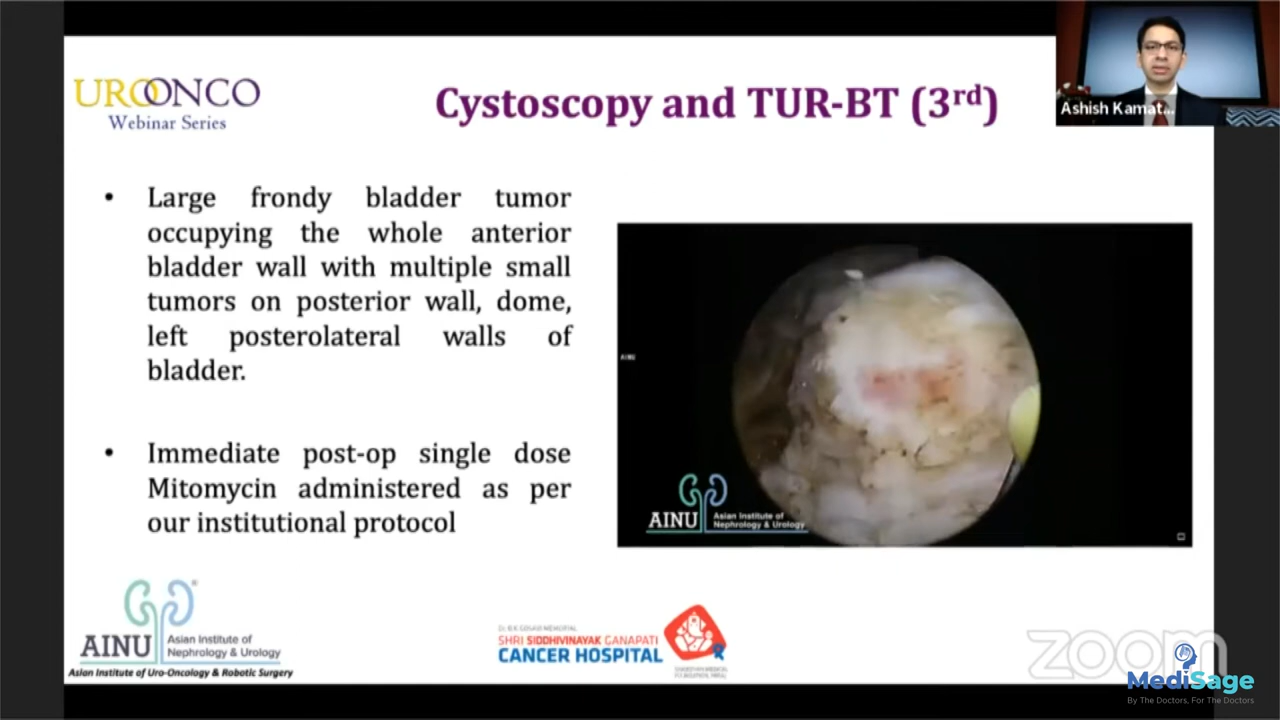 UROONCO
Webinar Series
Cystoscopy and TUR-BT (3rd)
Ashish Kamat...
• Large frondy bladder tumor
occupying the whole anterior
bladder wall with multiple small
tumors on posterior wall, dome,
left posterolateral walls of
bladder.
• Immediate post-op single dose
Mitomycin administered as per
our institutional protocol
AINU
AINU
Asian Institute of
Nephrology & Urology
AINU
Asian Institute of
Nephrology & Urology
Asian Institute of Uro-Oncology & Robotic Surgery
SHRI SIDDHIVINAYAK GANAPATI
CANCER HOSPITAL
zoom
MediSage
By The Doctors, For The Doctors